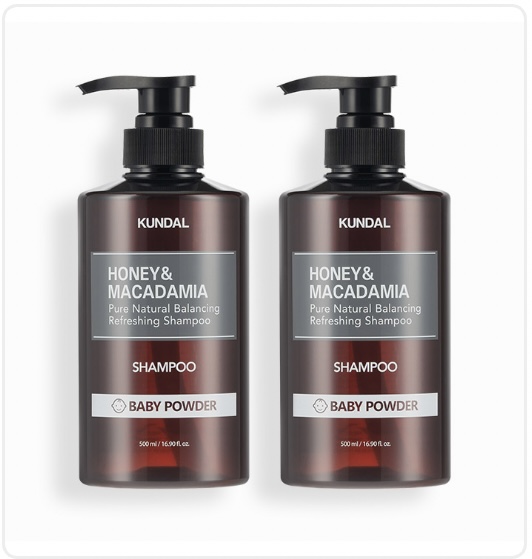 KUNDAL
HONEY&
MACADAMIA
Pure Natural Balancing
Refreshing Shampoo
SHAMPOO
BABY POWDER
500 ml / 16.90 fl. oz.
KUNDAL
HONEY&
MACADAMIA
Pure Natural Balancing
Refreshing Shampoo
SHAMPOO
BABY POWDER
500 ml / 16.90 fl. oz.